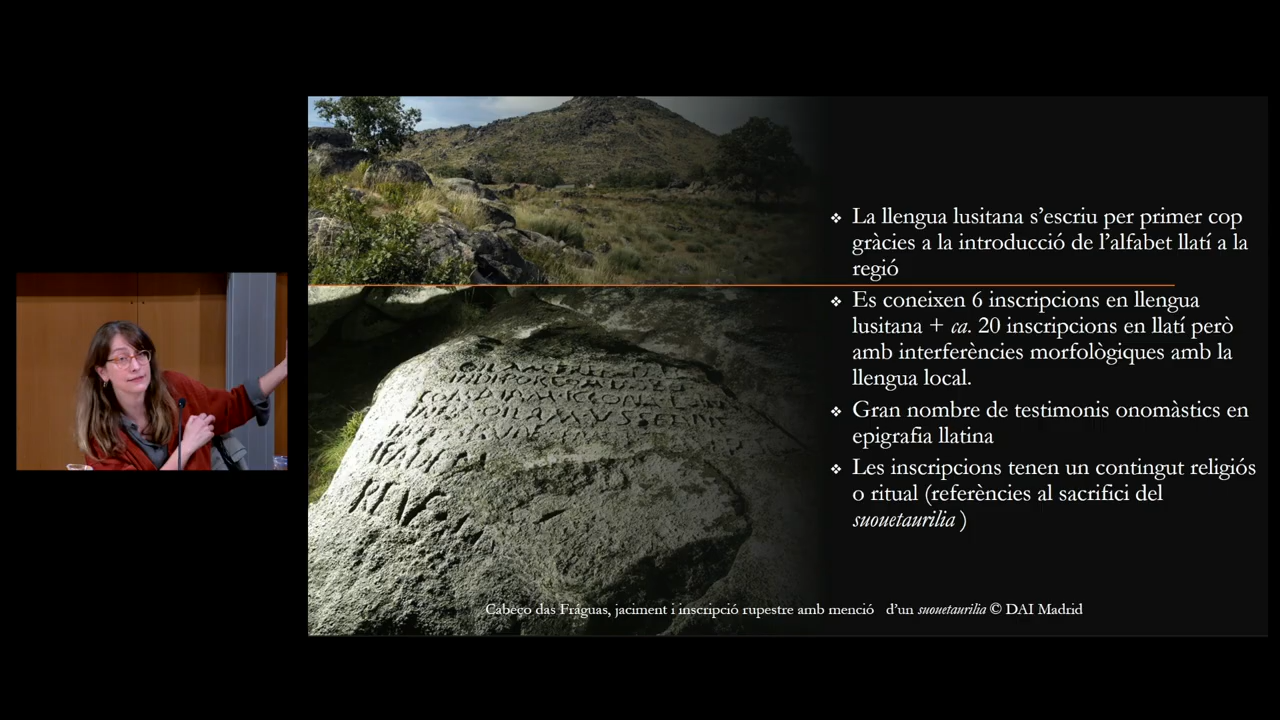 ❖ La llengua lusitana s’escriu per primer cop
gràcies a la introducció de l’alfabet llatí a la
regió
❖ Es coneixen 6 inscripcions en llengua
lusitana + ca. 20 inscripcions en llatí però
amb interferències morfològiques amb la
llengua local.
❖ Gran nombre de testimonis onomàstics en
epigrafia llatina
❖ Les inscripcions tenen un contingut religiós
o ritual (referències al sacrifici del
suouetaurilia )
Cabeço das Fráguas, jaciment i inscripció rupestre amb menció d’un suouetaurilia © DAI Madrid